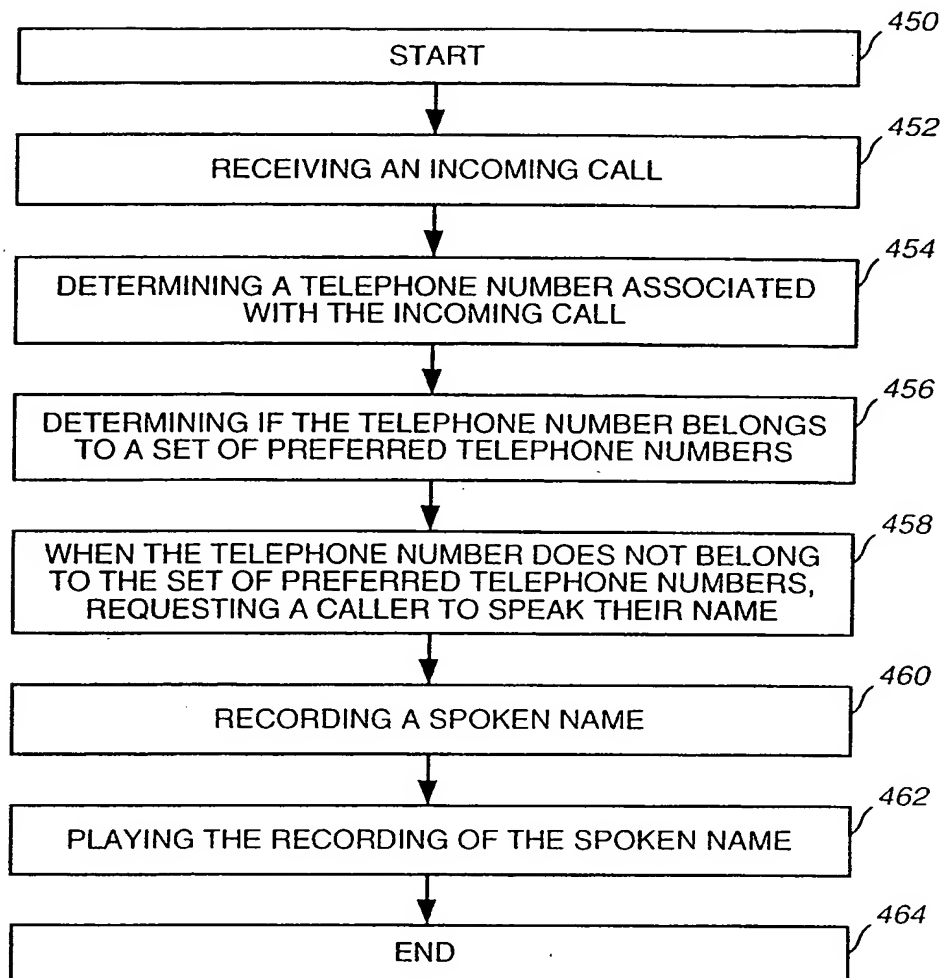 450
START
452
RECEIVING AN INCOMING CALL
454
DETERMINING A TELEPHONE NUMBER ASSOCIATED
WITH THE INCOMING CALL
456
DETERMINING IF THE TELEPHONE NUMBER BELONGS
TO A SET OF PREFERRED TELEPHONE NUMBERS
458
WHEN THE TELEPHONE NUMBER DOES NOT BELONG
TO THE SET OF PREFERRED TELEPHONE NUMBERS,
REQUESTING A CALLER TO SPEAK THEIR NAME
460
RECORDING A SPOKEN NAME
462
PLAYING THE RECORDING OF THE SPOKEN NAME
464
END